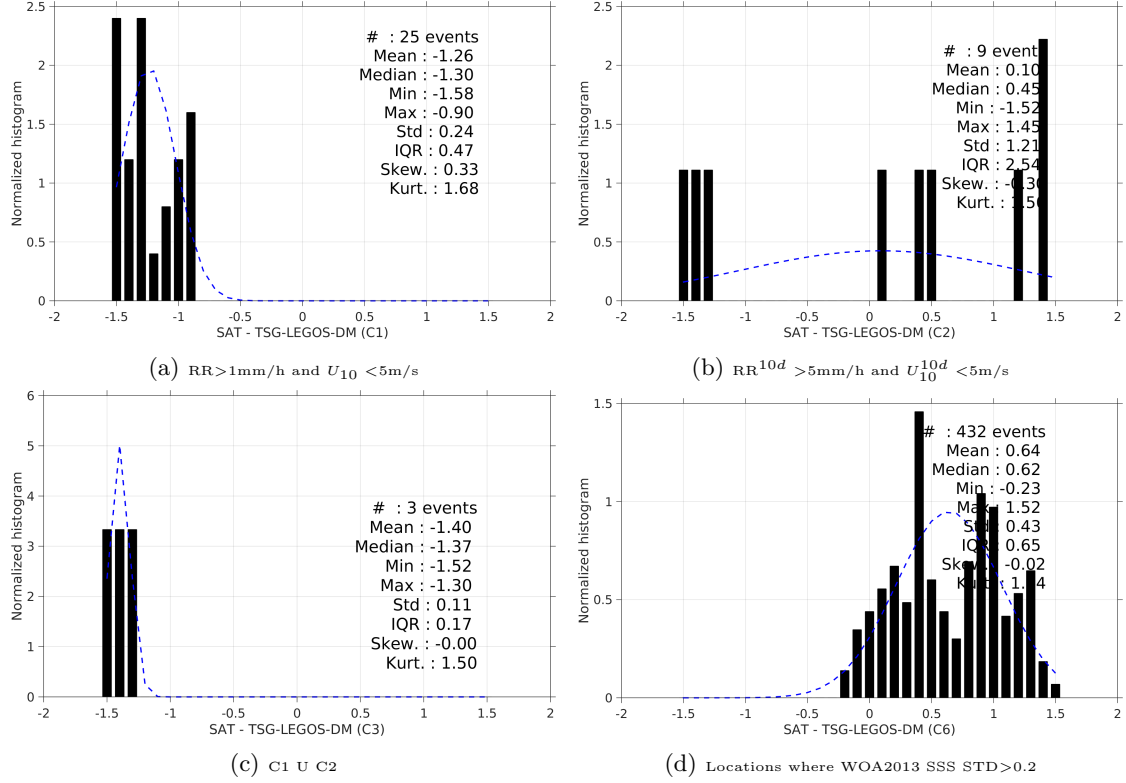 2.5
2
1.5
1
0.5
0
-2
-1.5
-1
-0.5
0
0.5
1
1.5
2
Normalized histogram
SAT - TSG-LEGOS-DM (C1)
# : 25 events
Mean : -1.26
Median : -1.30
Min : -1.58
Max : -0.90
Std : 0.24
IQR : 0.47
Skew. : 0.33
Kurt. : 1.68
(a) RR>1mm/h and U10 <5m/s
2.5
2
1.5
1
0.5
0
-2
-1.5
-1
-0.5
0
0.5
1
1.5
2
Normalized histogram
SAT - TSG-LEGOS-DM (C2)
# : 9 events
Mean : 0.10
Median : 0.45
Min : -1.52
Max : 1.45
Std : 1.21
IQR : 2.54
Skew. : -0.30
Kurt. : 1.50
(b) RR^10d >5mm/h and U10^10d <5m/s
6
5
4
3
2
1
0
-2
-1.5
-1
-0.5
0
0.5
1
1.5
2
Normalized histogram
SAT - TSG-LEGOS-DM (C3)
# : 3 events
Mean : -1.40
Median : -1.37
Min : -1.52
Max : -1.30
Std : 0.11
IQR : 0.17
Skew. : -0.00
Kurt. : 1.50
(c) C1 U C2
1.5
1
0.5
0
-2
-1.5
-1
-0.5
0
0.5
1
1.5
2
Normalized histogram
SAT - TSG-LEGOS-DM (C6)
# : 432 events
Mean : 0.64
Median : 0.62
Min : -0.23
Max : 1.52
Std : 0.43
IQR : 0.65
Skew. : -0.02
Kurt. :
(d) Locations where WOA2013 SSS STD>0.2